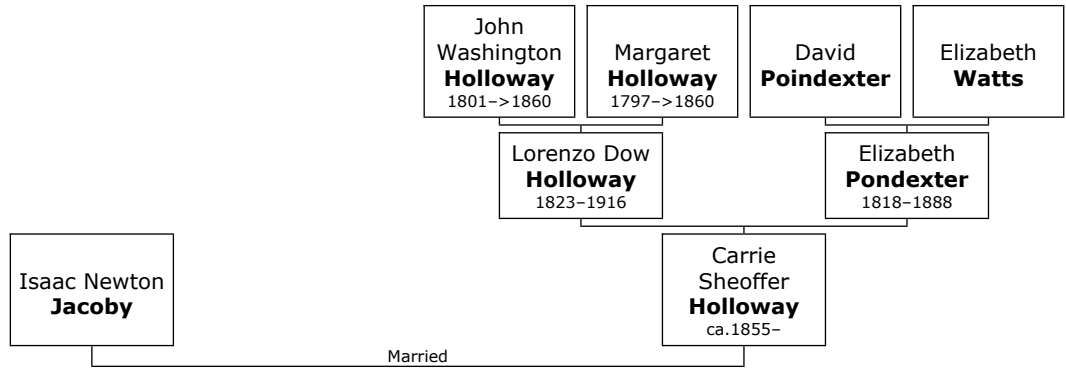 John
Washington
Holloway
1801–>1860
Margaret
Holloway
1797–>1860
David
Poindexter
Elizabeth
Watts
Lorenzo Dow
Holloway
1823–1916
Elizabeth
Pondexter
1818–1888
Isaac Newton
Jacoby
Carrie
Sheoffer
Holloway
ca.1855–
Married